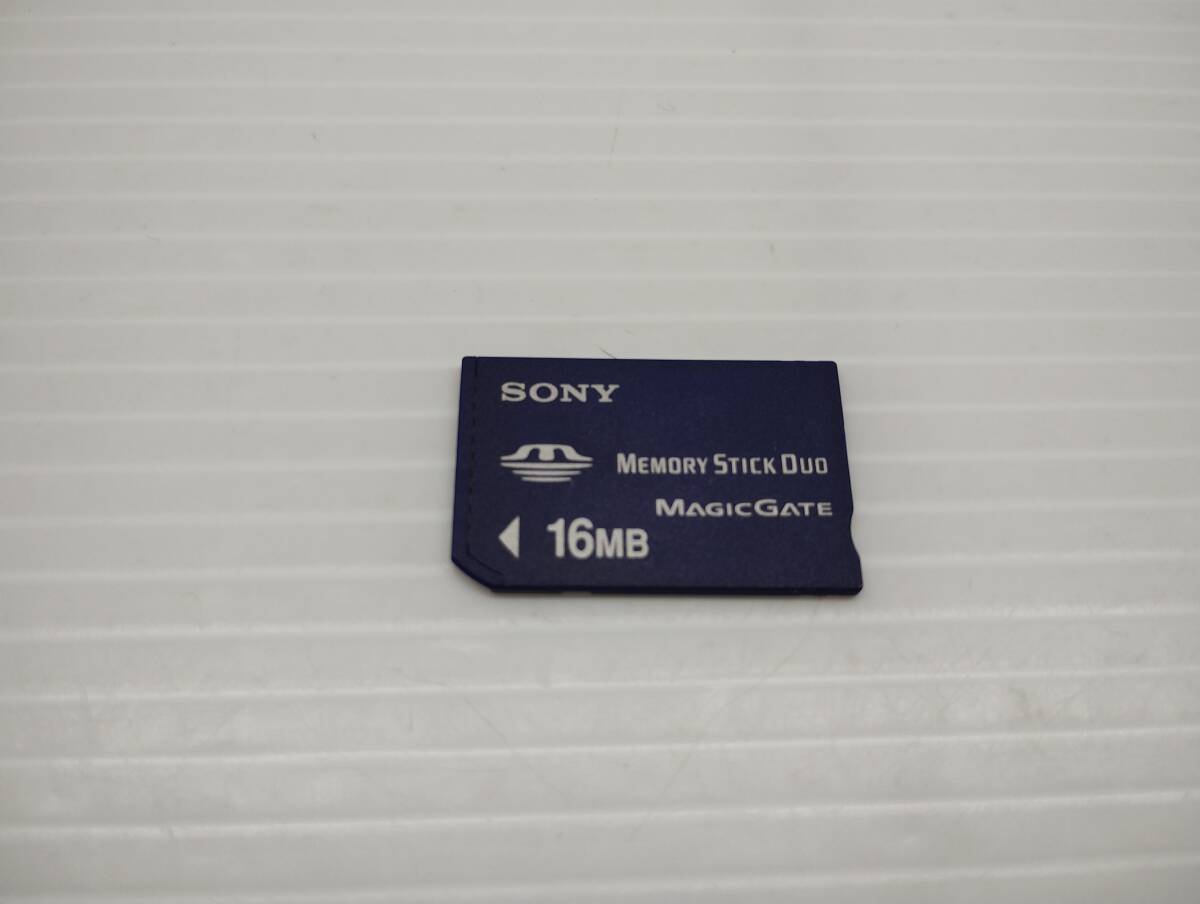 SONY
MEMORY STICK DUO
MAGICGATE
16MB